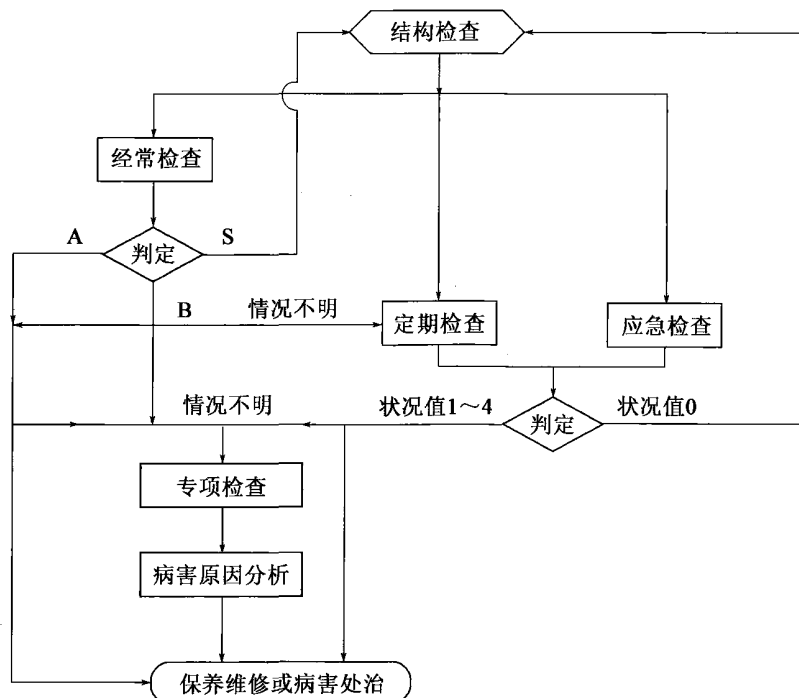 结构检查
经常检查
A
判定
S
B
情况不明
定期检查
应急检查
情况不明
状况值1～4
判定
状况值0
专项检查
病害原因分析
保养维修或病害处治